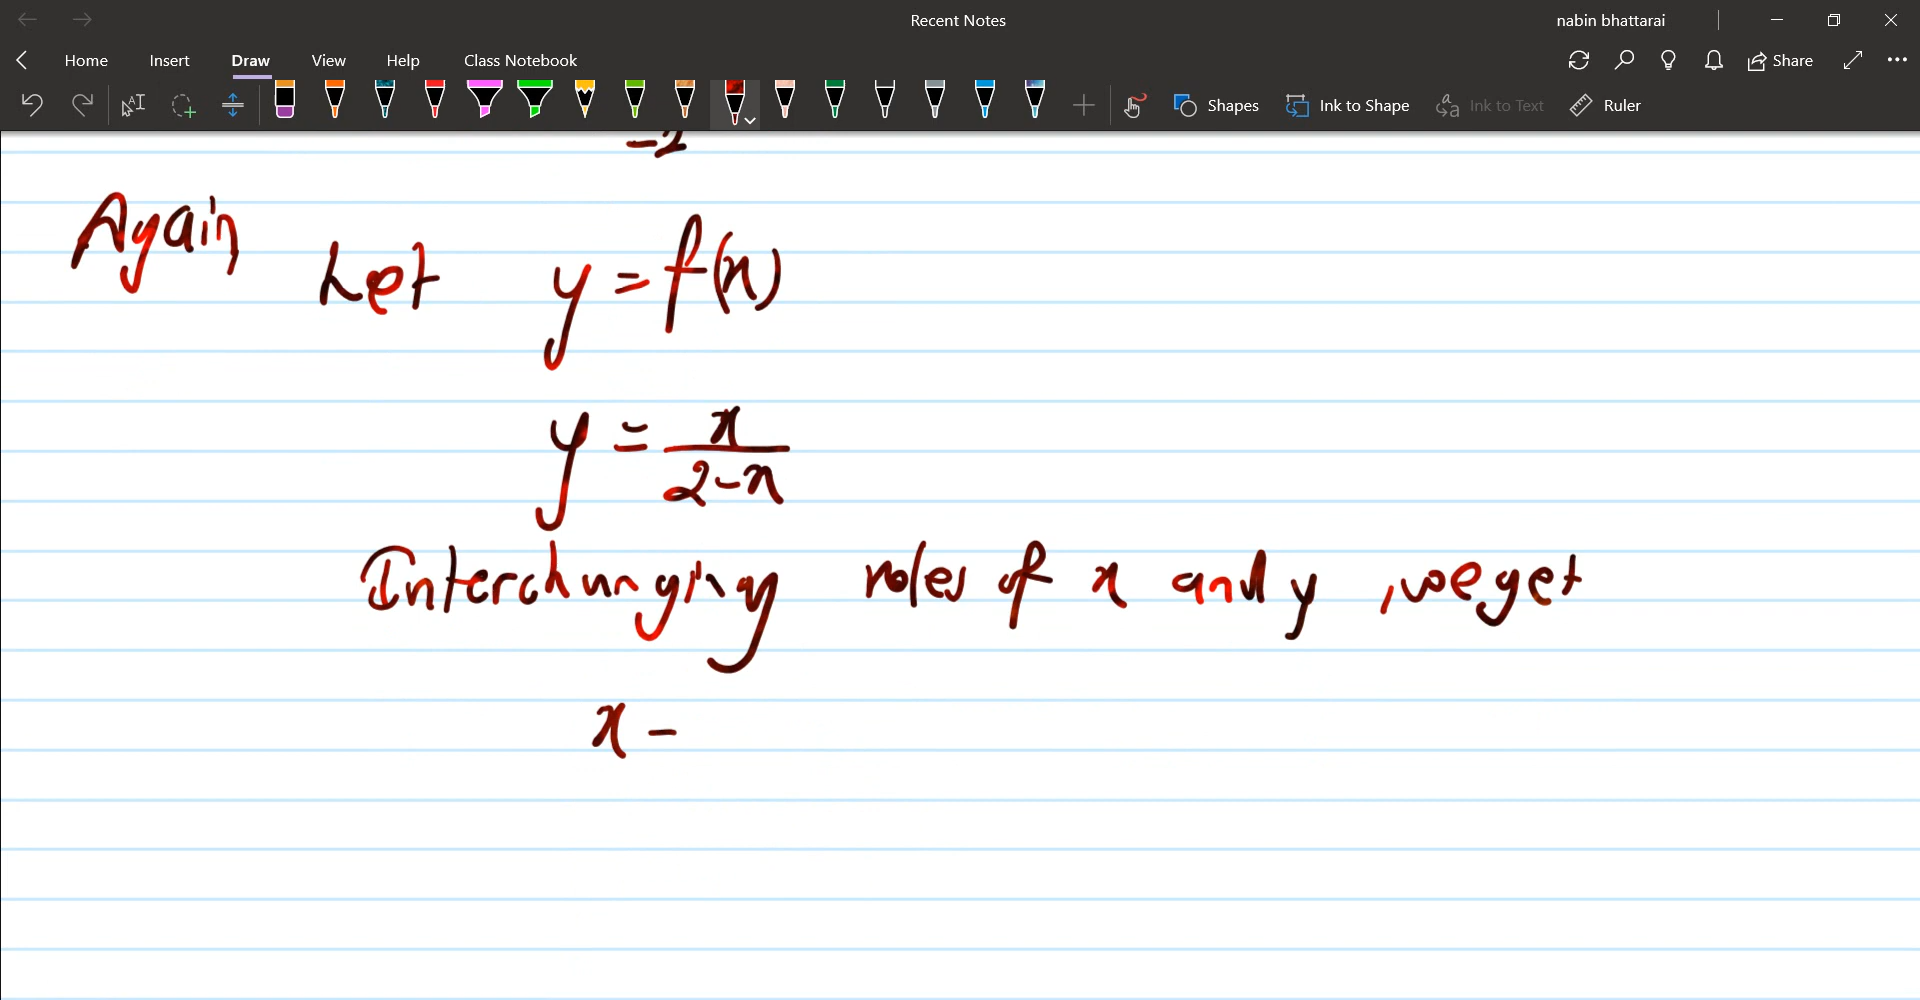 Recent Notes
nabin bhattarai
Home Insert Draw View Help Class Notebook Share
Shapes Ink to Shape Ink to Text Ruler
-2
Again Let y = f(x)
y = x/(2-x)
Interchanging roles of x and y , we get
x -